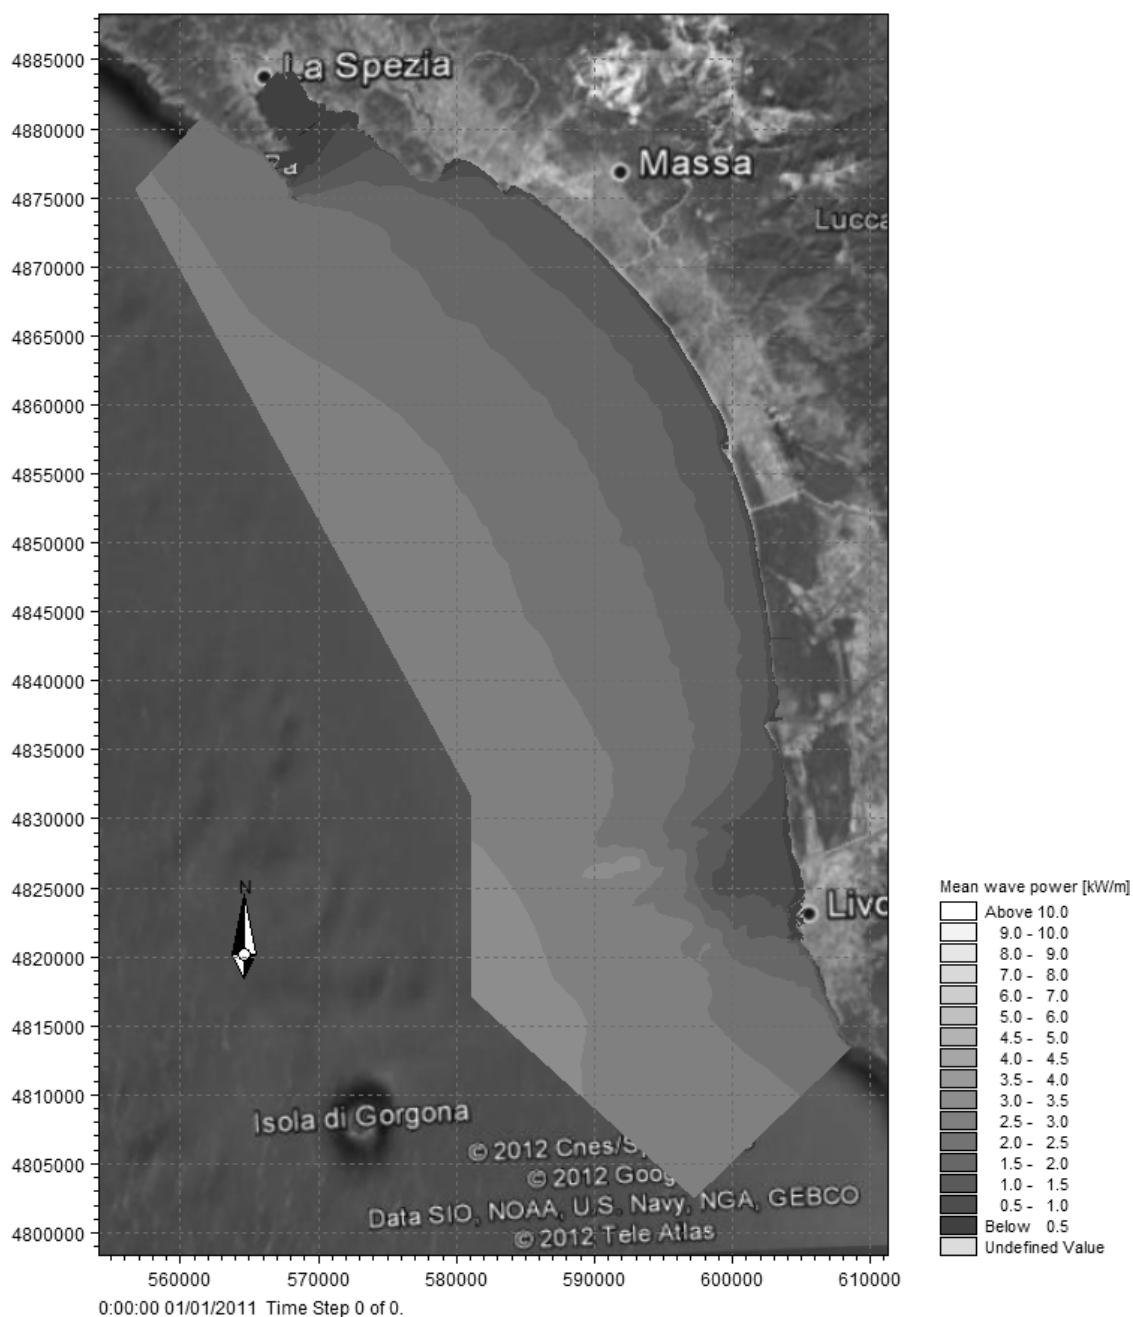 4885000
4880000
4875000
4870000
4865000
4860000
4855000
4850000
4845000
4840000
4835000
4830000
4825000
4820000
4815000
4810000
4805000
4800000
La Spezia
Massa
Lucca
N
Livo
Isola di Gorgona
© 2012 Cnes/S
© 2012 Goog
Data SIO, NOAA, U.S. Navy, NGA, GEBCO
© 2012 Tele Atlas
560000 570000 580000 590000 600000 610000
0:00:00 01/01/2011 Time Step 0 of 0.
Mean wave power [kW/m]
Above 10.0
9.0 - 10.0
8.0 - 9.0
7.0 - 8.0
6.0 - 7.0
5.0 - 6.0
4.5 - 5.0
4.0 - 4.5
3.5 - 4.0
3.0 - 3.5
2.5 - 3.0
2.0 - 2.5
1.5 - 2.0
1.0 - 1.5
0.5 - 1.0
Below 0.5
Undefined Value